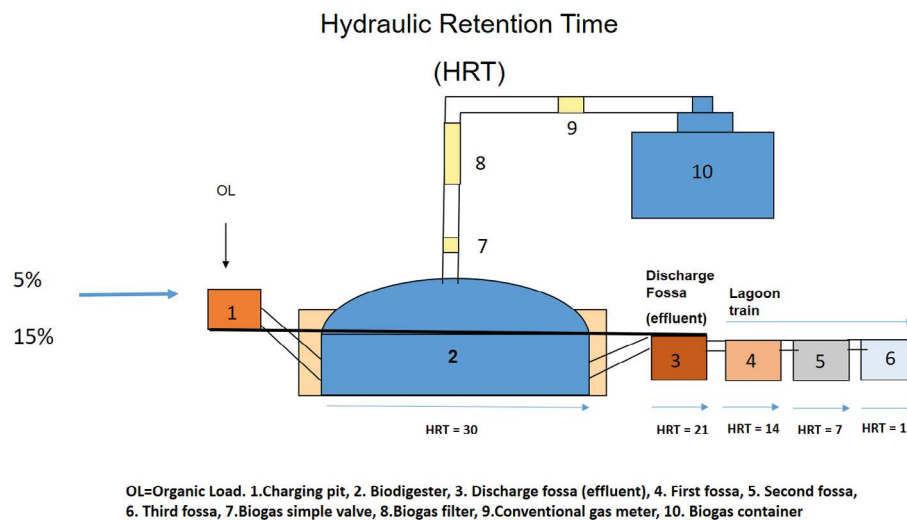 Hydraulic Retention Time
(HRT)
9
8
10
OL
7
5%
Discharge
Fossa
(effluent)
Lagoon
train
1
15%
2
3
4
5
6
HRT = 30
HRT = 21
HRT = 14
HRT = 7
HRT = 1
OL=Organic Load. 1.Charging pit, 2. Biodigester, 3. Discharge fossa (effluent), 4. First fossa, 5. Second fossa,
6. Third fossa, 7.Biogas simple valve, 8.Biogas filter, 9.Conventional gas meter, 10. Biogas container